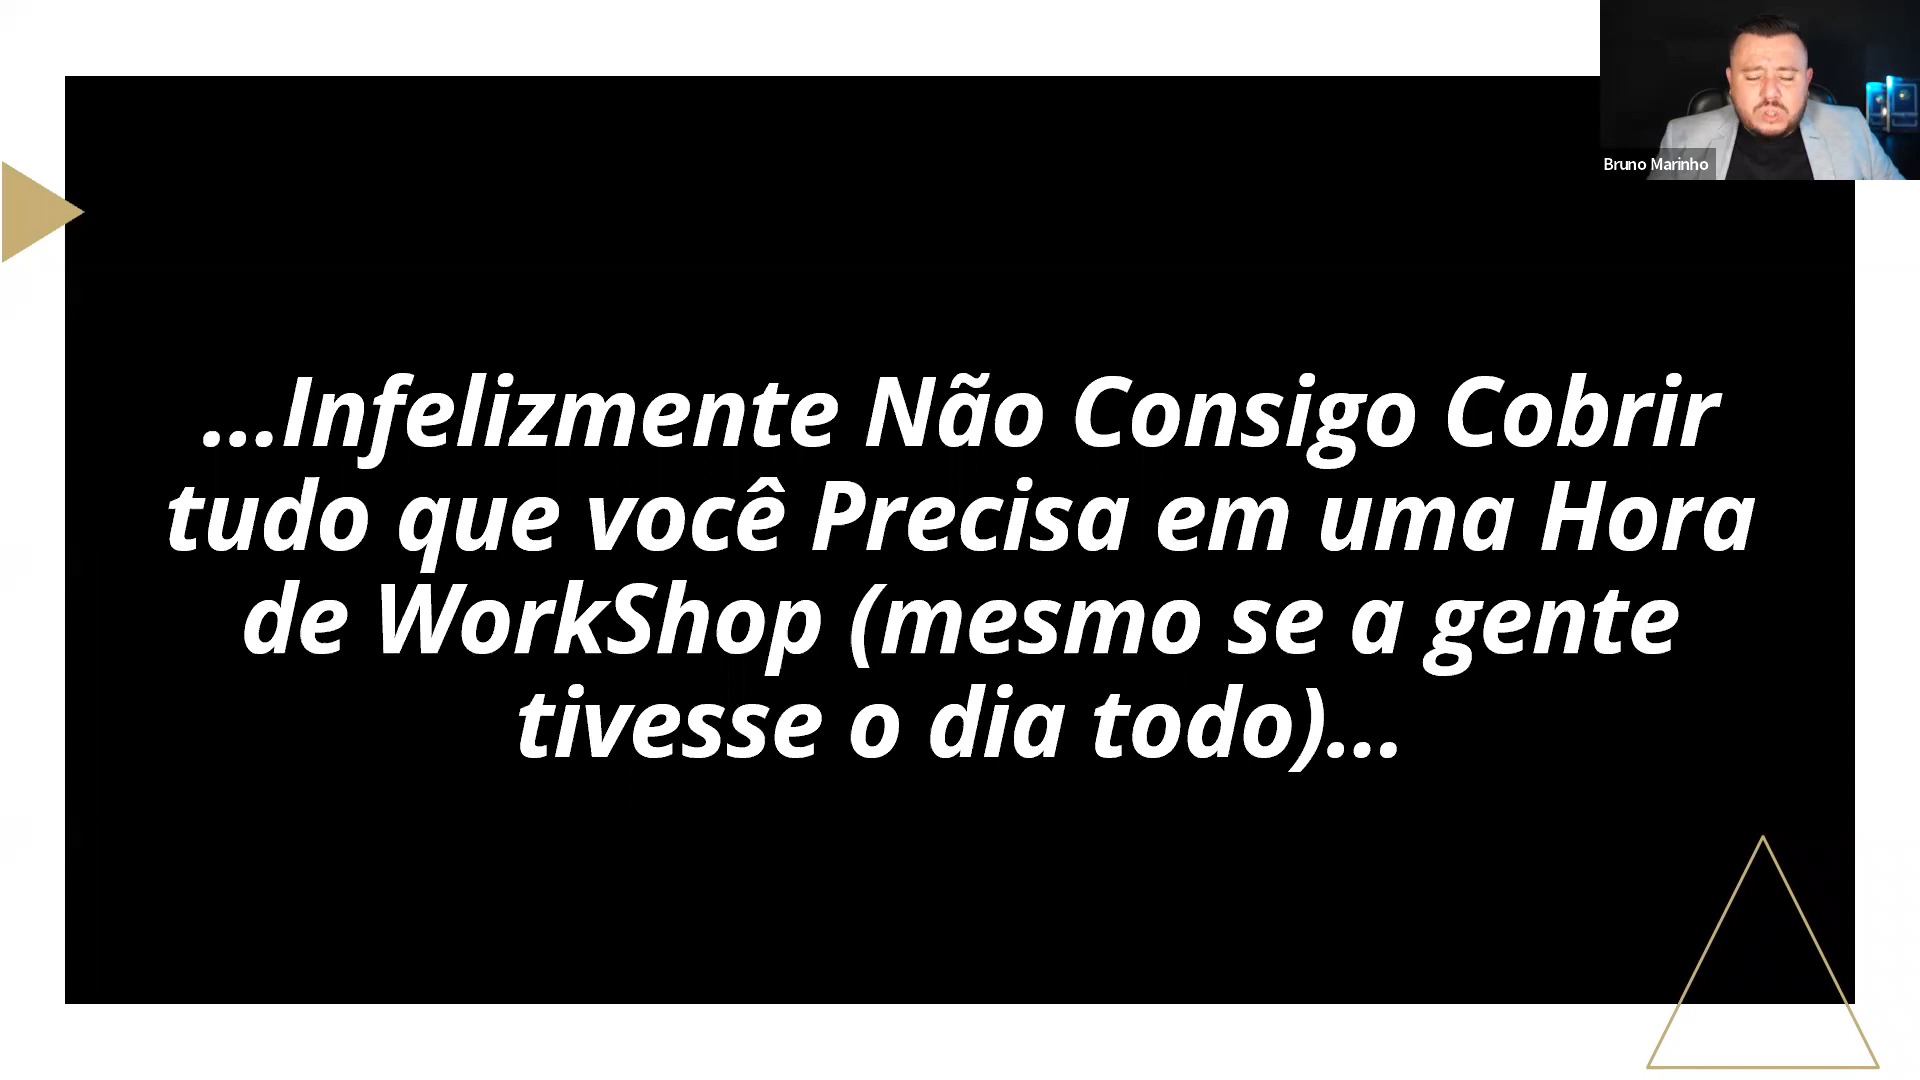 Bruno Marinho
...Infelizmente Não Consigo Cobrir
tudo que você Precisa em uma Hora
de WorkShop (mesmo se a gente
tivesse o dia todo)...